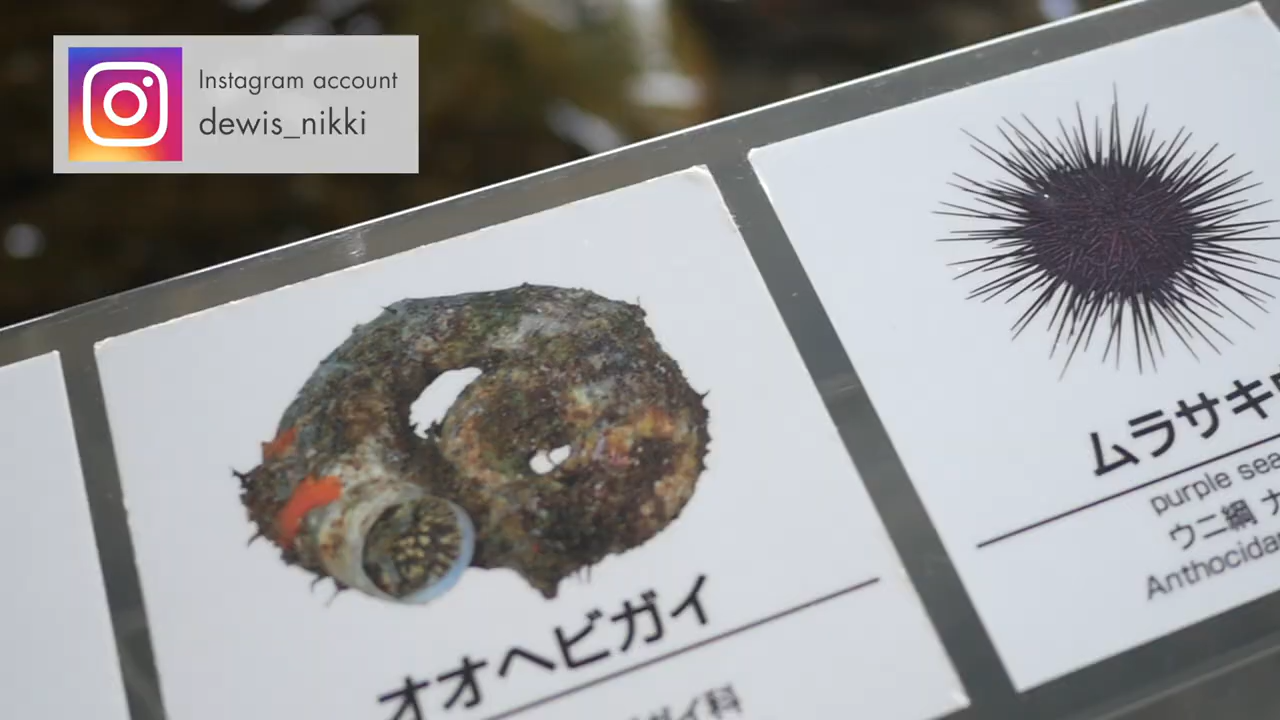 Instagram account
dewis_nikki
オオヘビガイ
ムラサキ
purple sea
ウニ綱
Anthocidar